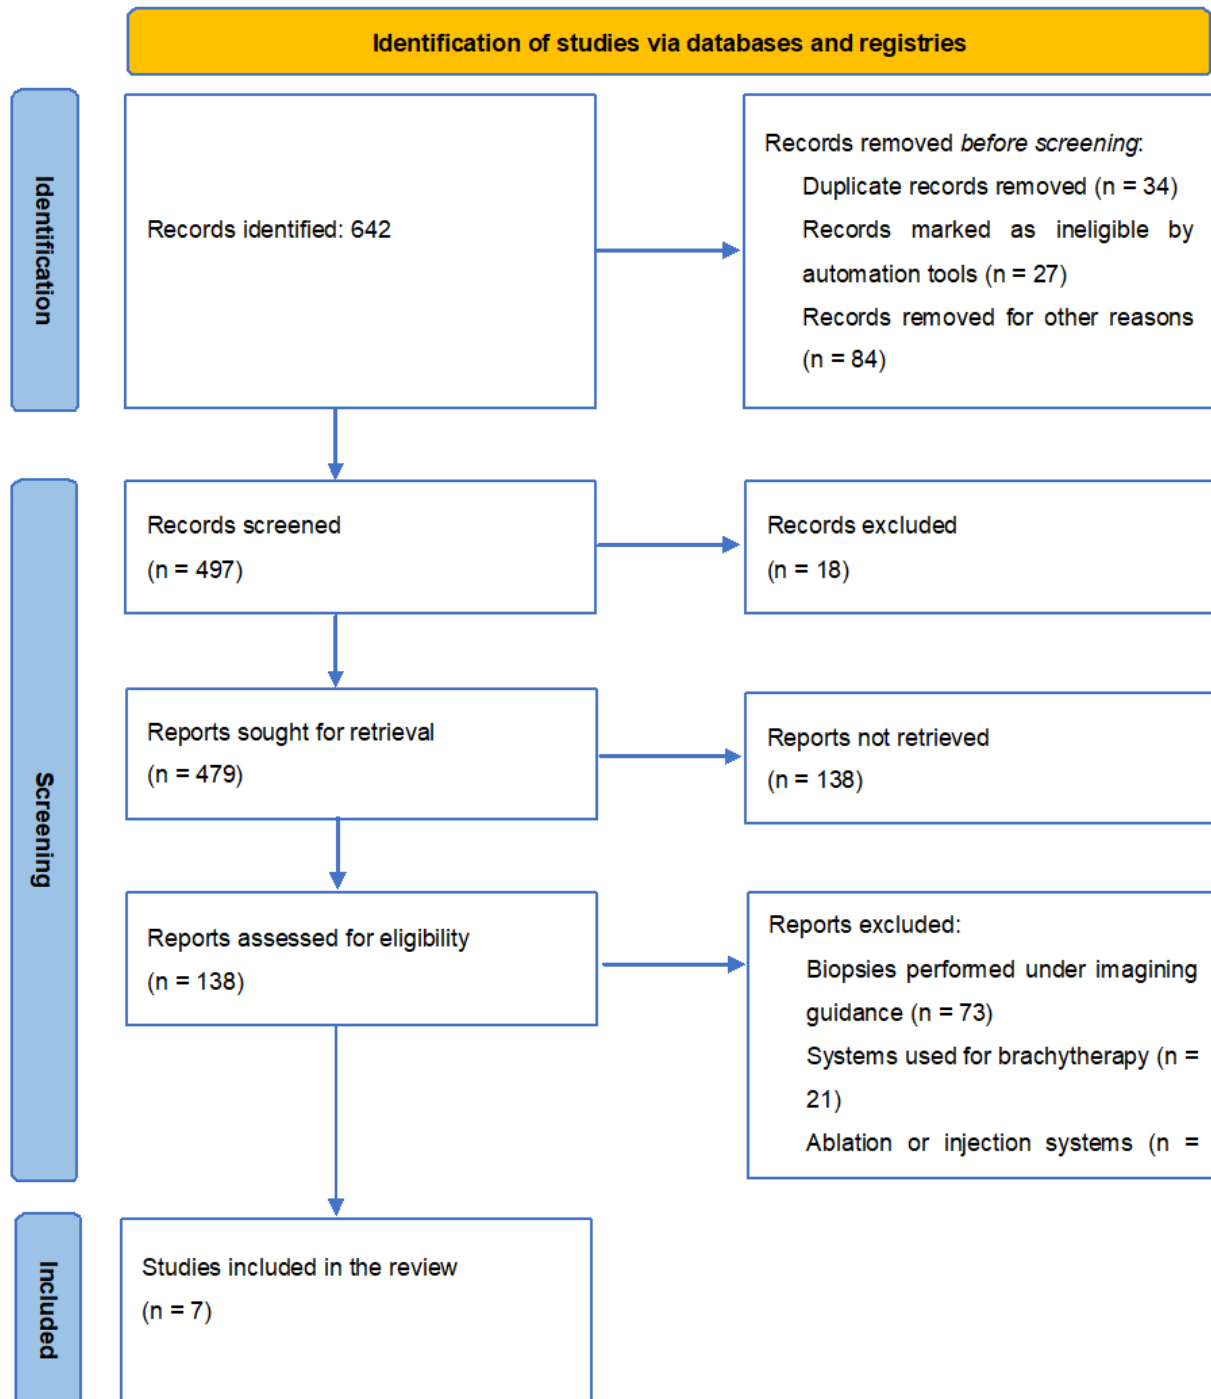 Identification of studies via databases and registries
Identification
Records identified: 642
Records removed before screening:
Duplicate records removed (n = 34)
Records marked as ineligible by
automation tools (n = 27)
Records removed for other reasons
(n = 84)
Screening
Records screened
(n = 497)
Records excluded
(n = 18)
Reports sought for retrieval
(n = 479)
Reports not retrieved
(n = 138)
Reports assessed for eligibility
(n = 138)
Reports excluded:
Biopsies performed under imagining
guidance (n = 73)
Systems used for brachytherapy (n =
21)
Ablation or injection systems (n =
Included
Studies included in the review
(n = 7)